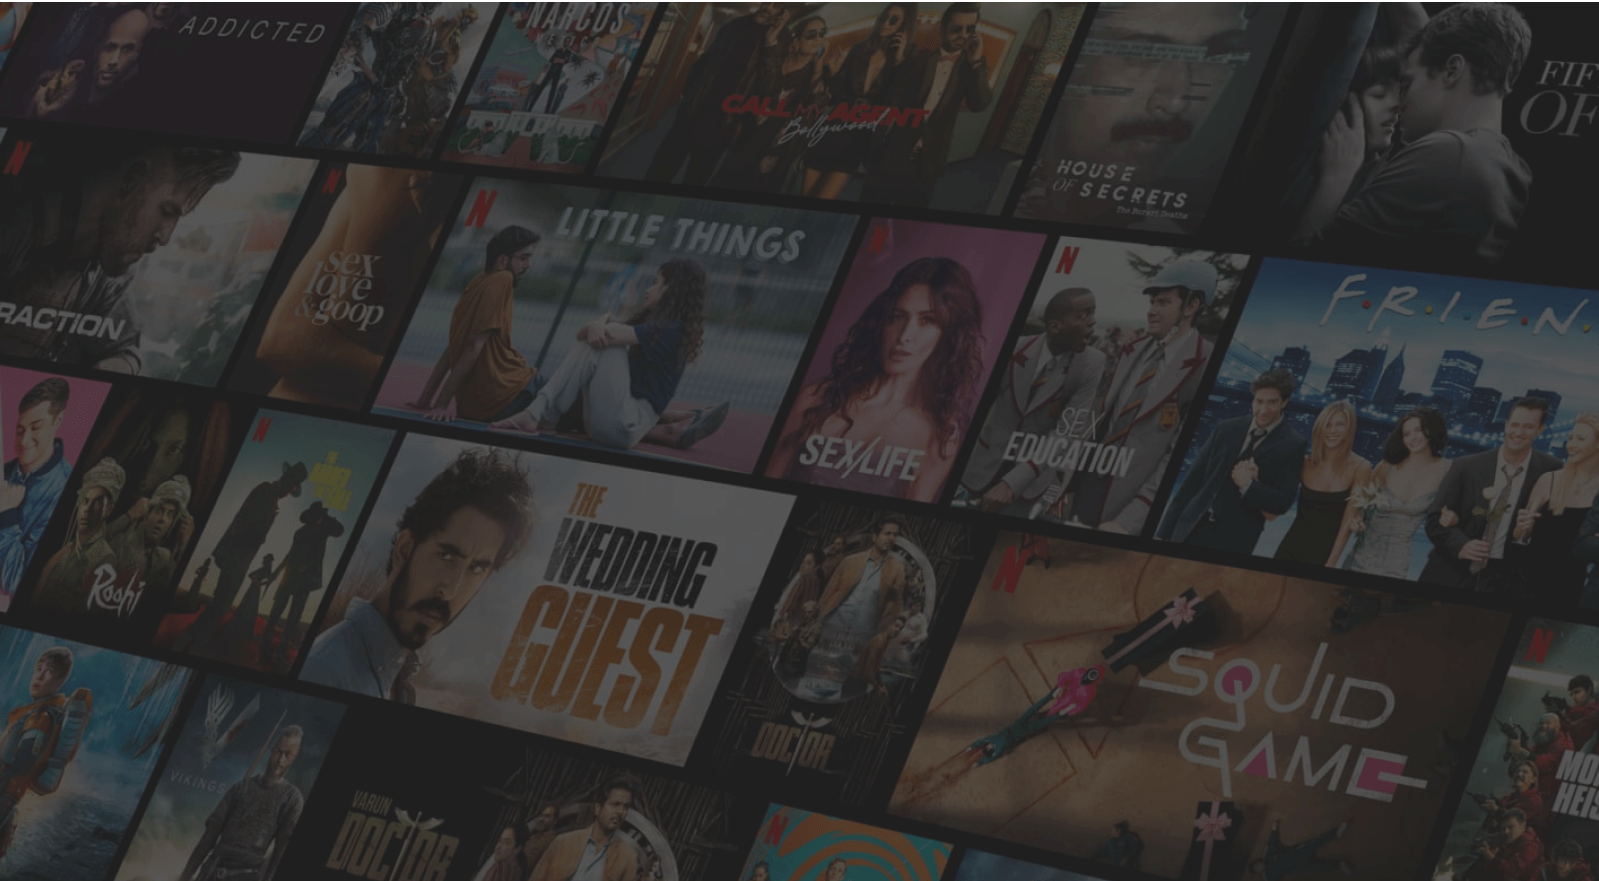 ADDICTED
NARCOS
CALL MY AGENT
Bollywood
HOUSE
OF SECRETS
The Burari Deaths
FIF
OF
N
RACTION
N
sex
love
& goop
N
LITTLE THINGS
N
SEX/LIFE
N
SEX
EDUCATION
F.R.I.E.N.
Roohi
N
THE
WEDDING
GUEST
DOCTOR
N
SQUID
GAME
N
MON
HEIS
VIKINGS
VARUN
DOCTOR
N